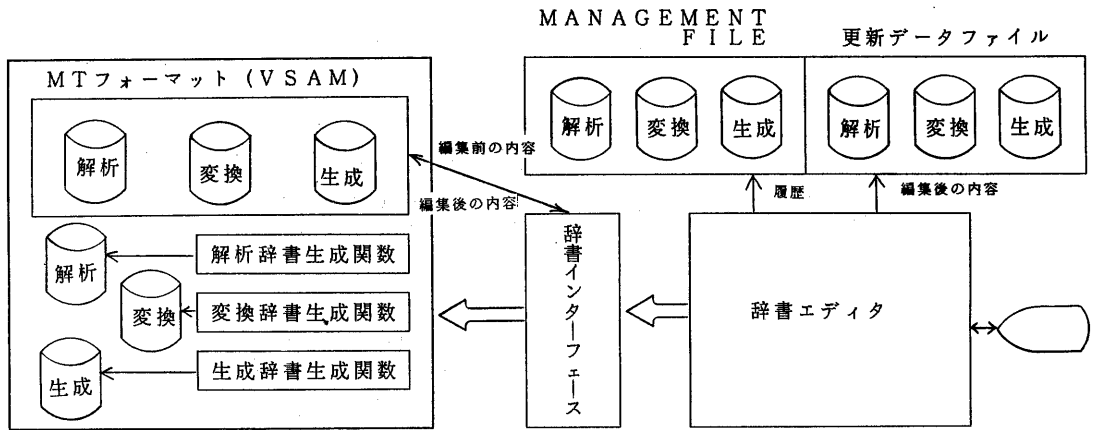 MANAGEMENT
FILE
更新データファイル
MTフォーマット(VSAM)
解析
変換
生成
解析
変換
生成
解析
変換
生成
編集前の内容
編集後の内容
履歴
編集後の内容
解析
解析辞書生成関数
変換
変換辞書生成関数
生成
生成辞書生成関数
辞書インターフェース
辞書エディタ